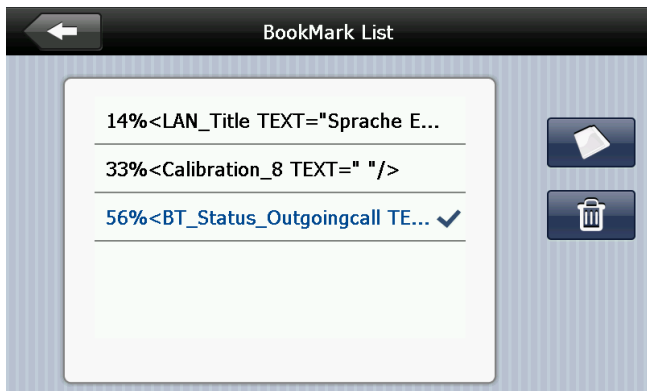 BookMark List
14%<LAN_Title TEXT="Sprache E...
33%<Calibration_8 TEXT=" "/>
56%<BT_Status_Outgoingcall TE...